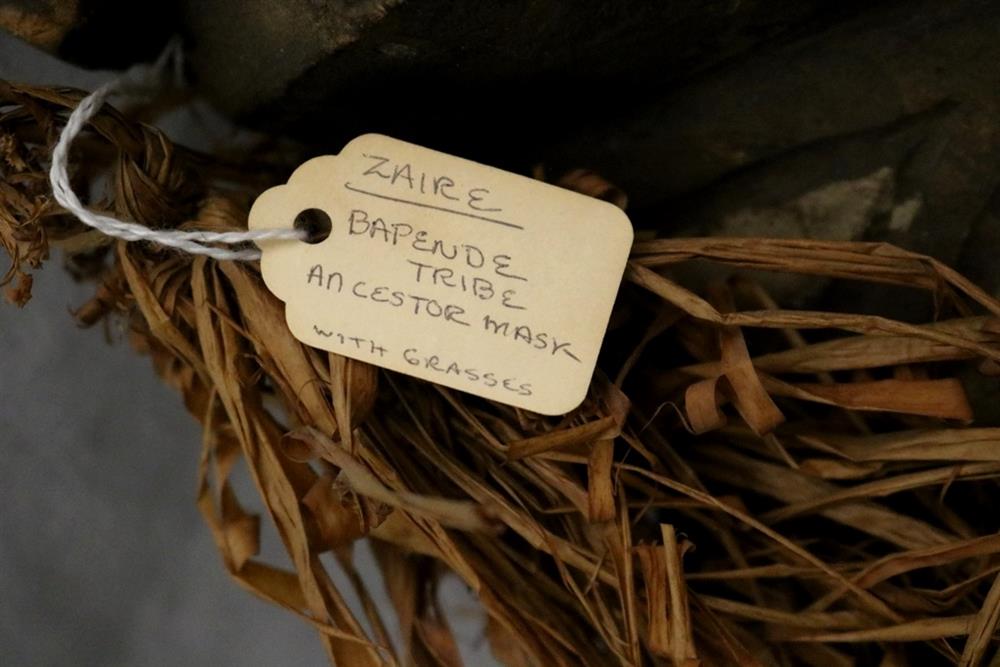 ZAIRE
BAPENDE
TRIBE
ANCESTOR MASK
WITH GRASSES